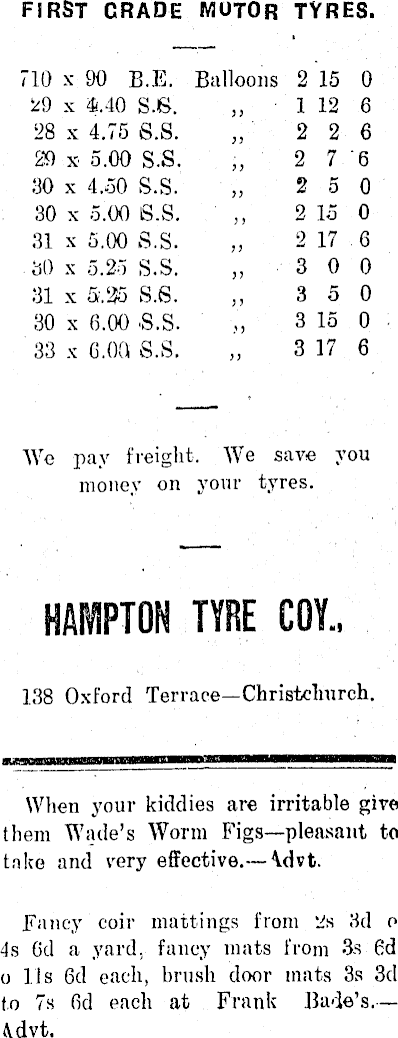 FIRST GRADE MOTOR TYRES.
710 x 90 B.E. Balloons 2 15 0
29 x 4.40 S.S. ,, 1 12 6
28 x 4.75 S.S. ,, 2 2 6
29 x 5.00 S.S. ,, 2 7 6
30 x 4.50 S.S. ,, 2 5 0
30 x 5.00 S.S. ,, 2 15 0
31 x 5.00 S.S. ,, 2 17 6
30 x 5.25 S.S. ,, 3 0 0
31 x 5.25 S.S. ,, 3 5 0
30 x 6.00 S.S. ,, 3 15 0
33 x 6.00 S.S. ,, 3 17 6
We pay freight. We save you
money on your tyres.
HAMPTON TYRE COY.,
138 Oxford Terrace—Christchurch.
When your kiddies are irritable give
them Wade's Worm Figs—pleasant to
take and very effective.—Advt.
Fancy coir mattings from 2s 3d o
4s 6d a yard, fancy mats from 3s 6d
o 11s 6d each, brush door mats 3s 3d
to 7s 6d each at Frank Bade's.—
Advt.